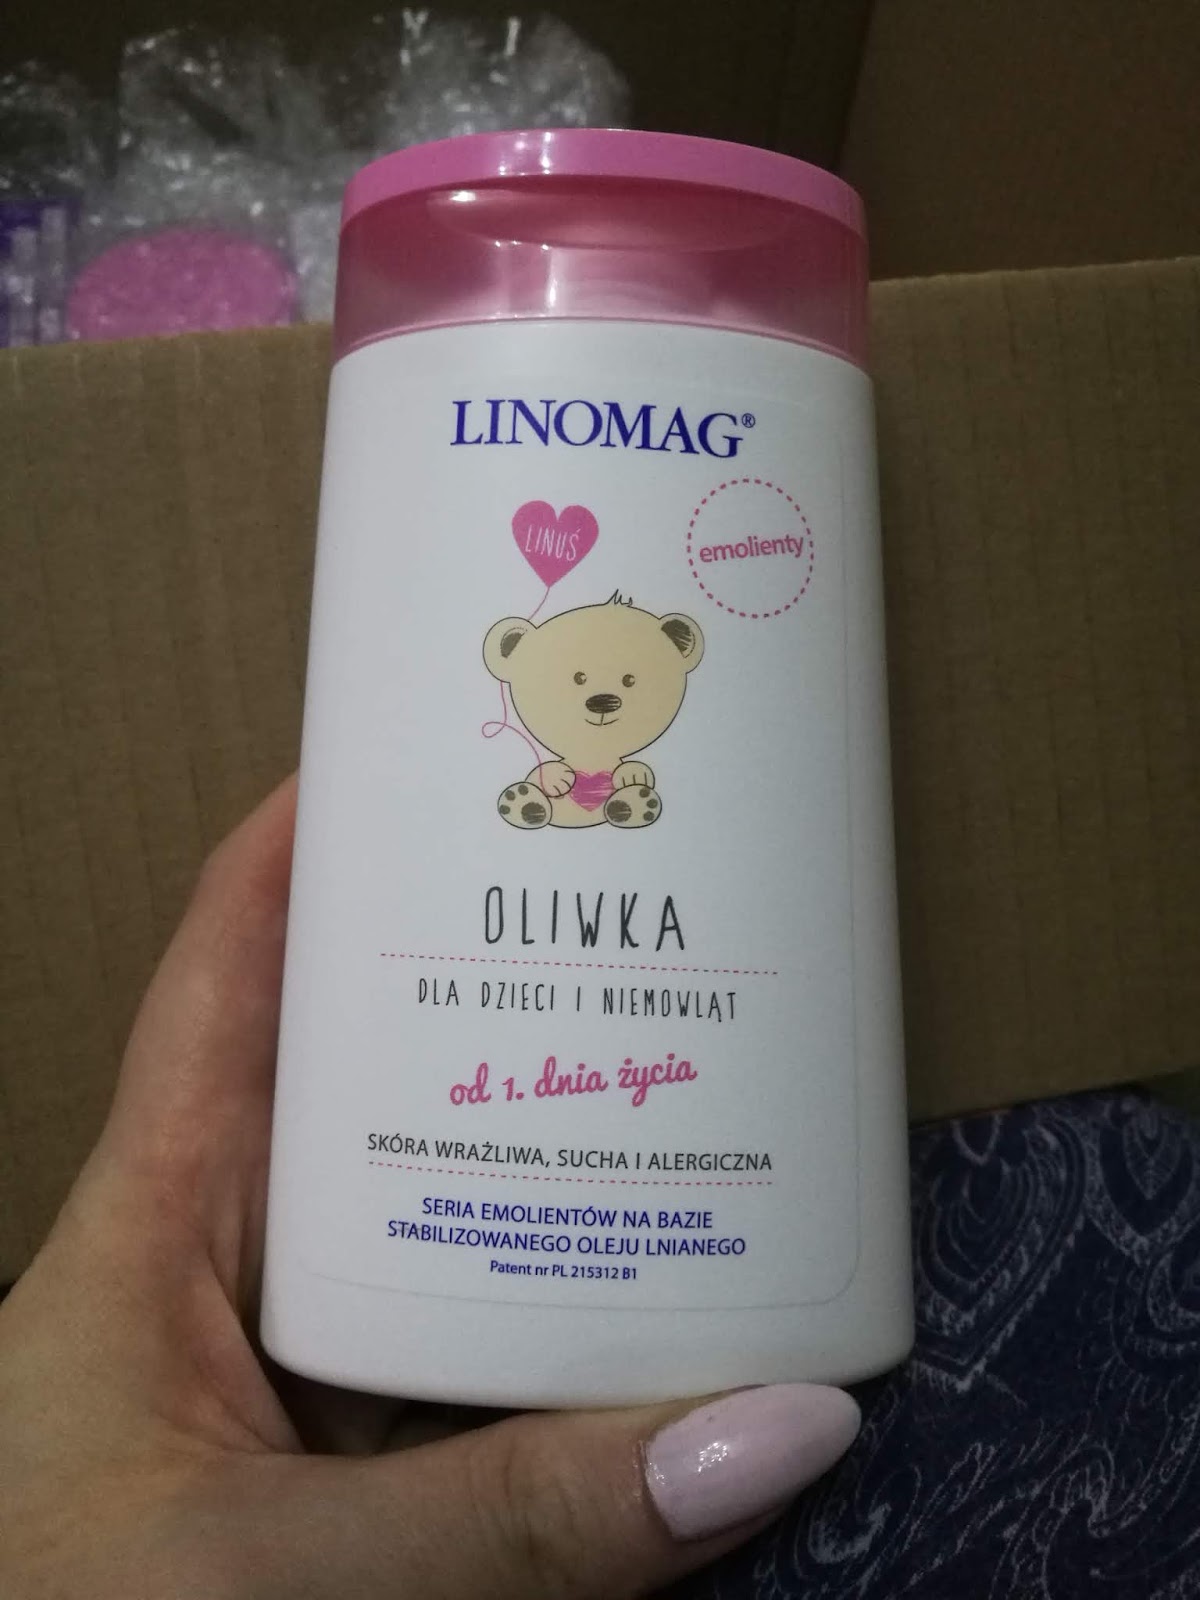 LINOMAG®
LINUŚ
emolienty
OLIWKA
DLA DZIECI I NIEMOWLĄT
od 1. dnia życia
SKÓRA WRAŻLIWA, SUCHA I ALERGICZNA
SERIA EMOLIENTÓW NA BAZIE
STABILIZOWANEGO OLEJU LNIANEGO
Patent nr PL 215312 B1